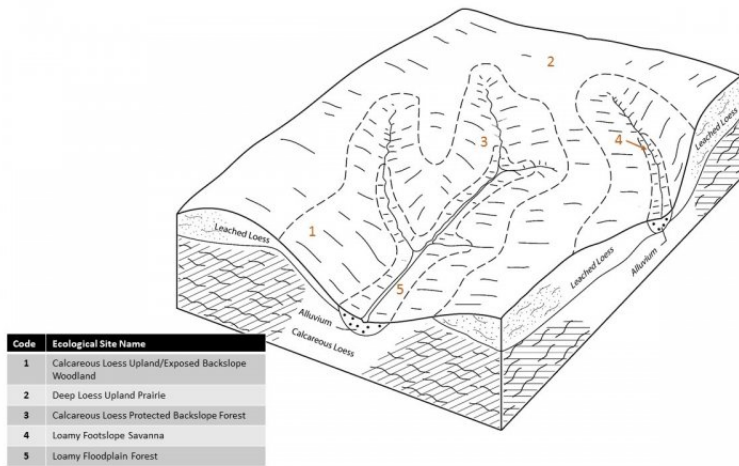 2
Leached Loess
3
4
1
Leached Loess
Leached Loess
Alluvium
5
Alluvium
Calcareous Loess
Code Ecological Site Name
1 Calcareous Loess Upland/Exposed Backslope
Woodland
2 Deep Loess Upland Prairie
3 Calcareous Loess Protected Backslope Forest
4 Loamy Footslope Savanna
5 Loamy Floodplain Forest